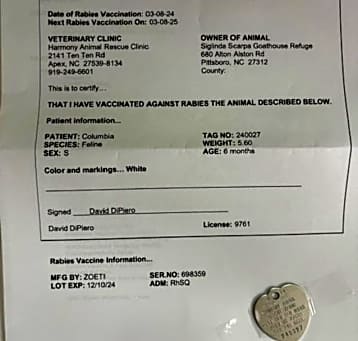 Date of Rabies Vaccination: 03-08-24
Next Rabies Vaccination On: 03-08-25
VETERINARY CLINIC
Harmony Animal Rescue Clinic
2141 Ten Ten Rd
Apex, NC 27539-8134
919-249-6601
OWNER OF ANIMAL
Siglinde Scarpa Goathouse Refuge
680 Alton Alston Rd
Pittsboro, NC 27312
County:
This is to certify...
THAT I HAVE VACCINATED AGAINST RABIES THE ANIMAL DESCRIBED BELOW.
Patient information...
PATIENT: Columbia
SPECIES: Feline
SEX: S
TAG NO: 240027
WEIGHT: 5.60
AGE: 6 months
Color and markings... White
Signed David DiPiero
David DiPiero
License: 9761
Rabies Vaccine Information...
MFG BY: ZOETI
LOT EXP: 12/10/24
SER.NO: 698359
ADM: RhSQ